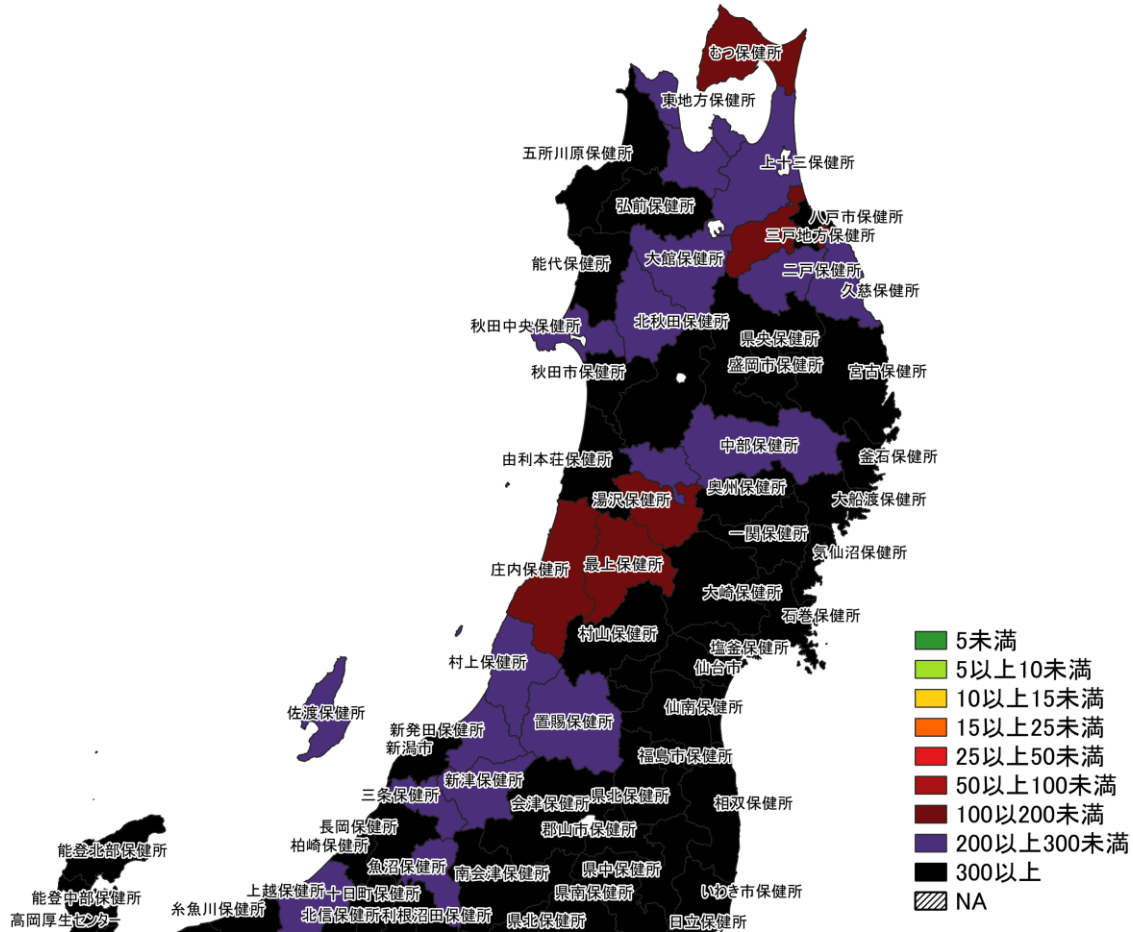 むつ保健所
東地方保健所
五所川原保健所
上十三保健所
弘前保健所
八戸市保健所
三戸地方保健所
能代保健所
大館保健所
二戸保健所
久慈保健所
秋田中央保健所
北秋田保健所
県央保健所
盛岡市保健所
秋田市保健所
宮古保健所
中部保健所
由利本荘保健所
釜石保健所
湯沢保健所
奥州保健所
大船渡保健所
一関保健所
気仙沼保健所
庄内保健所
最上保健所
大崎保健所
石巻保健所
村山保健所
塩釜保健所
村上保健所
仙台市
佐渡保健所
置賜保健所
仙南保健所
新発田保健所
新潟市
福島市保健所
新津保健所
三条保健所
会津保健所
県北保健所
相双保健所
長岡保健所
郡山市保健所
柏崎保健所
能登北部保健所
魚沼保健所
南会津保健所
県中保健所
上越保健所
十日町保健所
県南保健所
いわき市保健所
能登中部保健所
糸魚川保健所
高岡厚生センター
北信保健所
利根沼田保健所
県北保健所
日立保健所
5未満
5以上10未満
10以上15未満
15以上25未満
25以上50未満
50以上100未満
100以200未満
200以上300未満
300以上
NA